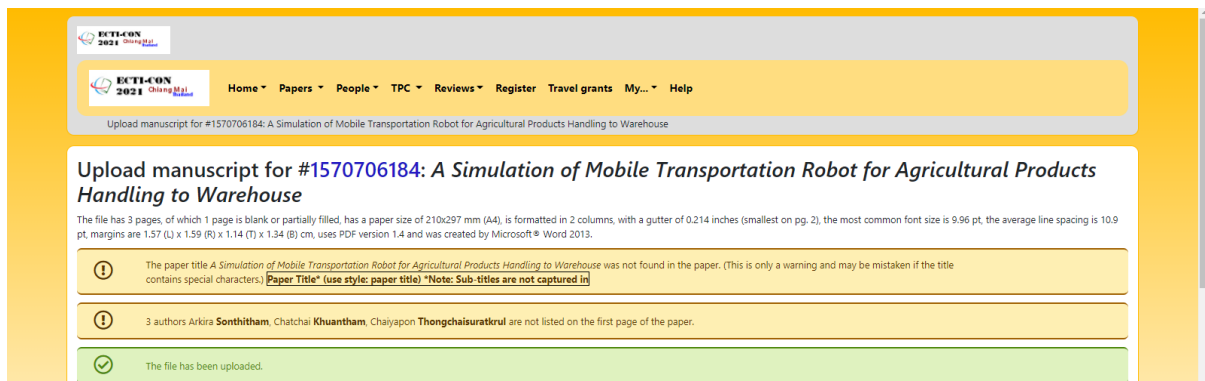 ECTI-CON
2021 Chiang Mai
Thailand
ECTI-CON
2021 Chiang Mai
Thailand
Home Papers People TPC Reviews Register Travel grants My... Help
Upload manuscript for #1570706184: A Simulation of Mobile Transportation Robot for Agricultural Products Handling to Warehouse
Upload manuscript for #1570706184: A Simulation of Mobile Transportation Robot for Agricultural Products
Handling to Warehouse
The file has 3 pages, of which 1 page is blank or partially filled, has a paper size of 210x297 mm (A4), is formatted in 2 columns, with a gutter of 0.214 inches (smallest on pg. 2), the most common font size is 9.96 pt, the average line spacing is 10.9
pt, margins are 1.57 (L) x 1.59 (R) x 1.14 (T) x 1.34 (B) cm, uses PDF version 1.4 and was created by Microsoft® Word 2013.
The paper title A Simulation of Mobile Transportation Robot for Agricultural Products Handling to Warehouse was not found in the paper. (This is only a warning and may be mistaken if the title
contains special characters.) Paper Title* (use style: paper title) *Note: Sub-titles are not captured in
3 authors Arkira Sonthitham, Chatchai Khuantham, Chaiyapon Thongchaisuratkrul are not listed on the first page of the paper.
The file has been uploaded.